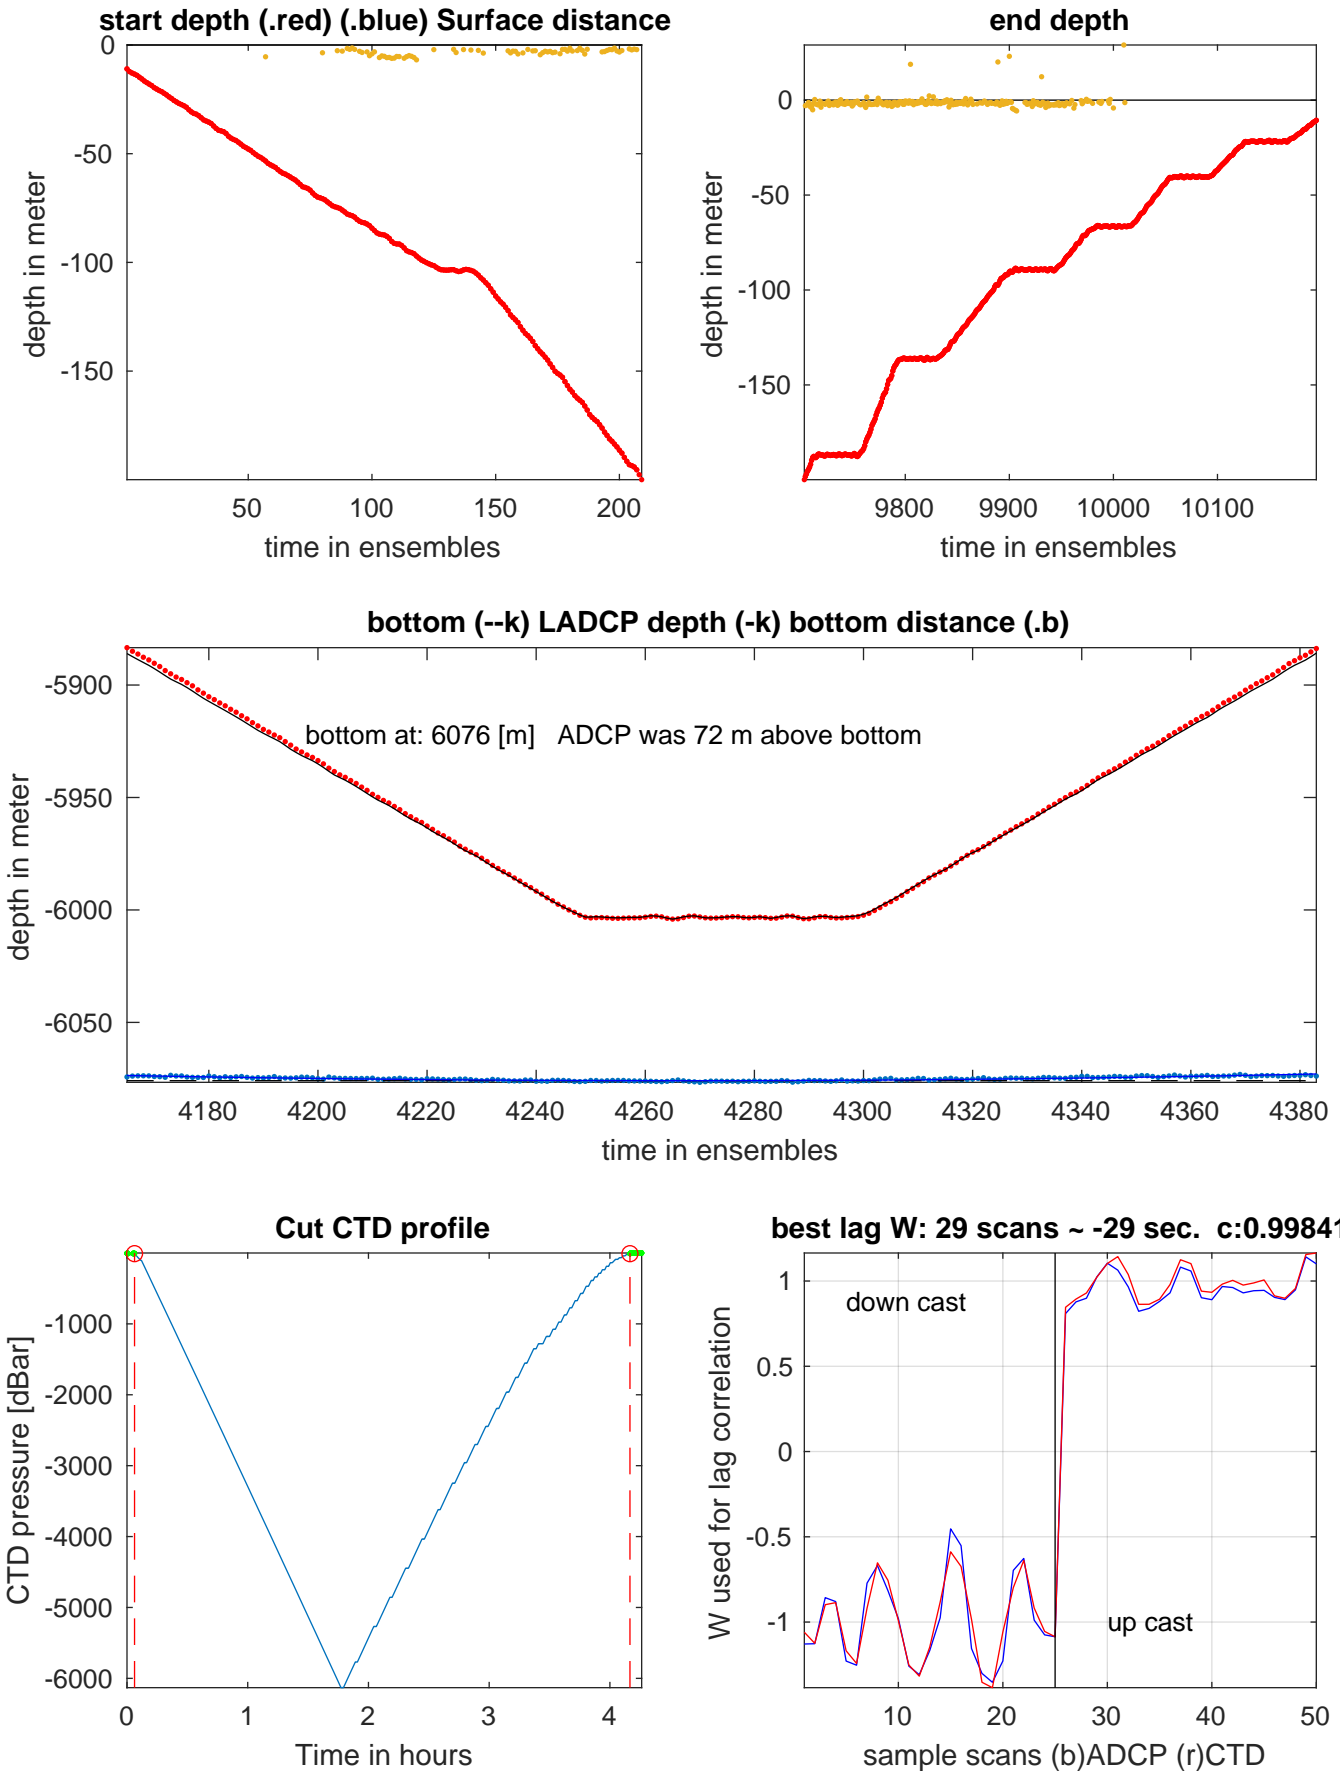 start depth (.red) (.blue) Surface distance
0
-50
-100
-150
depth in meter
50
100
150
200
time in ensembles
end depth
0
-50
-100
-150
depth in meter
9800
9900
10000
10100
time in ensembles
bottom (--k) LADCP depth (-k) bottom distance (.b)
-5900
-5950
-6000
-6050
depth in meter
bottom at: 6076 [m] ADCP was 72 m above bottom
4180
4200
4220
4240
4260
4280
4300
4320
4340
4360
4380
time in ensembles
Cut CTD profile
-1000
-2000
-3000
-4000
-5000
-6000
CTD pressure [dBar]
0
1
2
3
4
Time in hours
best lag W: 29 scans ~ -29 sec. c:0.99841
1
0.5
0
-0.5
-1
W used for lag correlation
down cast
up cast
10
20
30
40
50
sample scans (b)ADCP (r)CTD